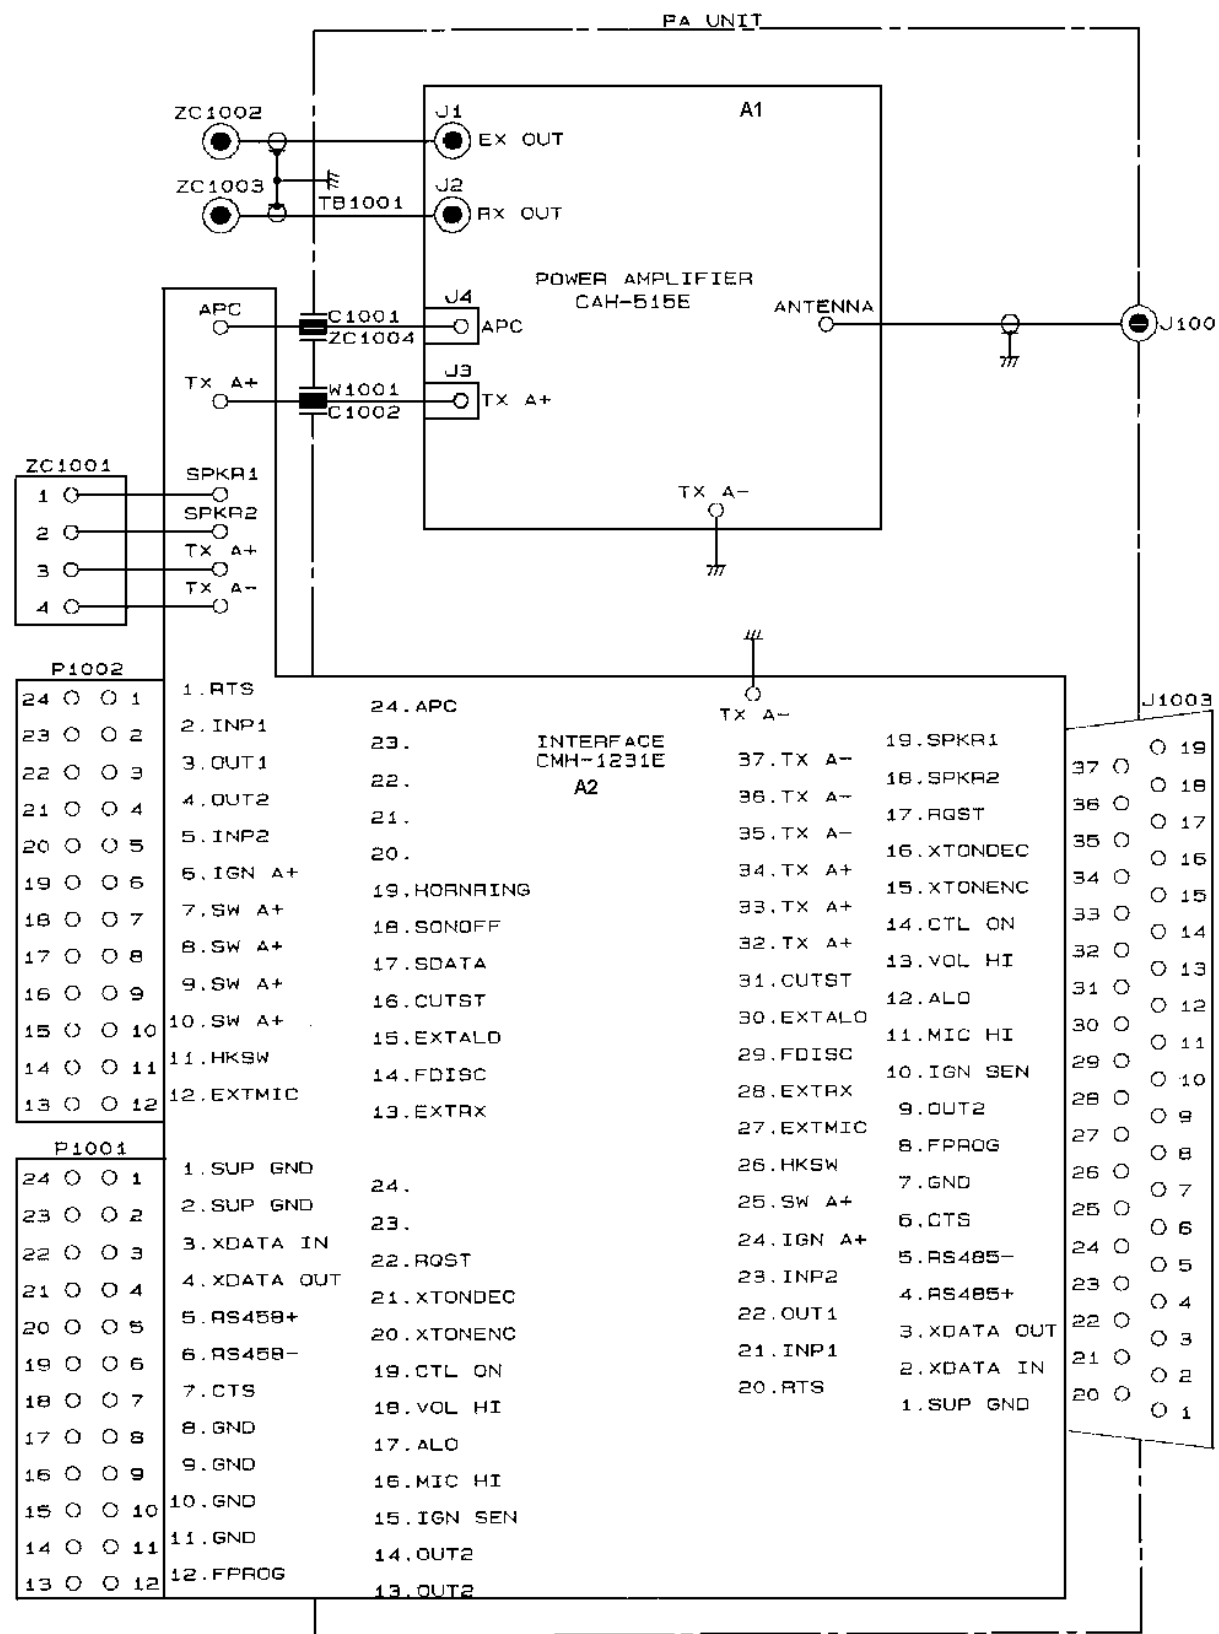 PA UNIT
ZC1002
J1
A1
EX OUT
ZC1003
J2
TB1001
RX OUT
POWER AMPLIFIER
CAH-515E
APC
C1001
J4
APC
ZC1004
ANTENNA
J100
TX A+
W1001
J3
TX A+
C1002
ZC1001
SPKR1
1
SPKR2
2
TX A+
3
TX A-
4
TX A-
P1002
24 1
23 2
22 3
21 4
20 5
19 6
18 7
17 8
16 9
15 10
14 11
13 12
1.RTS
2.INP1
3.OUT1
4.OUT2
5.INP2
6.IGN A+
7.SW A+
8.SW A+
9.SW A+
10.SW A+
11.HKSW
12.EXTMIC
24.APC
23.
22.
21.
20.
19.HORNRING
18.SONOFF
17.SDATA
16.CUTST
15.EXTALO
14.FDISC
13.EXTRX
INTERFACE
CMH-1231E
A2
TX A-
P1001
24 1
23 2
22 3
21 4
20 5
19 6
18 7
17 8
16 9
15 10
14 11
13 12
1.SUP GND
2.SUP GND
3.XDATA IN
4.XDATA OUT
5.RS458+
6.RS458-
7.CTS
8.GND
9.GND
10.GND
11.GND
12.FPROG
24.
23.
22.RQST
21.XTONDEC
20.XTONENC
19.CTL ON
18.VOL HI
17.ALO
16.MIC HI
15.IGN SEN
14.OUT2
13.OUT2
37.TX A-
36.TX A-
35.TX A-
34.TX A+
33.TX A+
32.TX A+
31.CUTST
30.EXTALO
29.FDISC
28.EXTRX
27.EXTMIC
26.HKSW
25.SW A+
24.IGN A+
23.INP2
22.OUT1
21.INP1
20.RTS
19.SPKR1
18.SPKR2
17.RQST
16.XTONDEC
15.XTONENC
14.CTL ON
13.VOL HI
12.ALO
11.MIC HI
10.IGN SEN
9.OUT2
8.FPROG
7.GND
6.CTS
5.RS485-
4.RS485+
3.XDATA OUT
2.XDATA IN
1.SUP GND
J1003
37
36
35
34
33
32
31
30
29
28
27
26
25
24
23
22
21
20
19
18
17
16
15
14
13
12
11
10
9
8
7
6
5
4
3
2
1